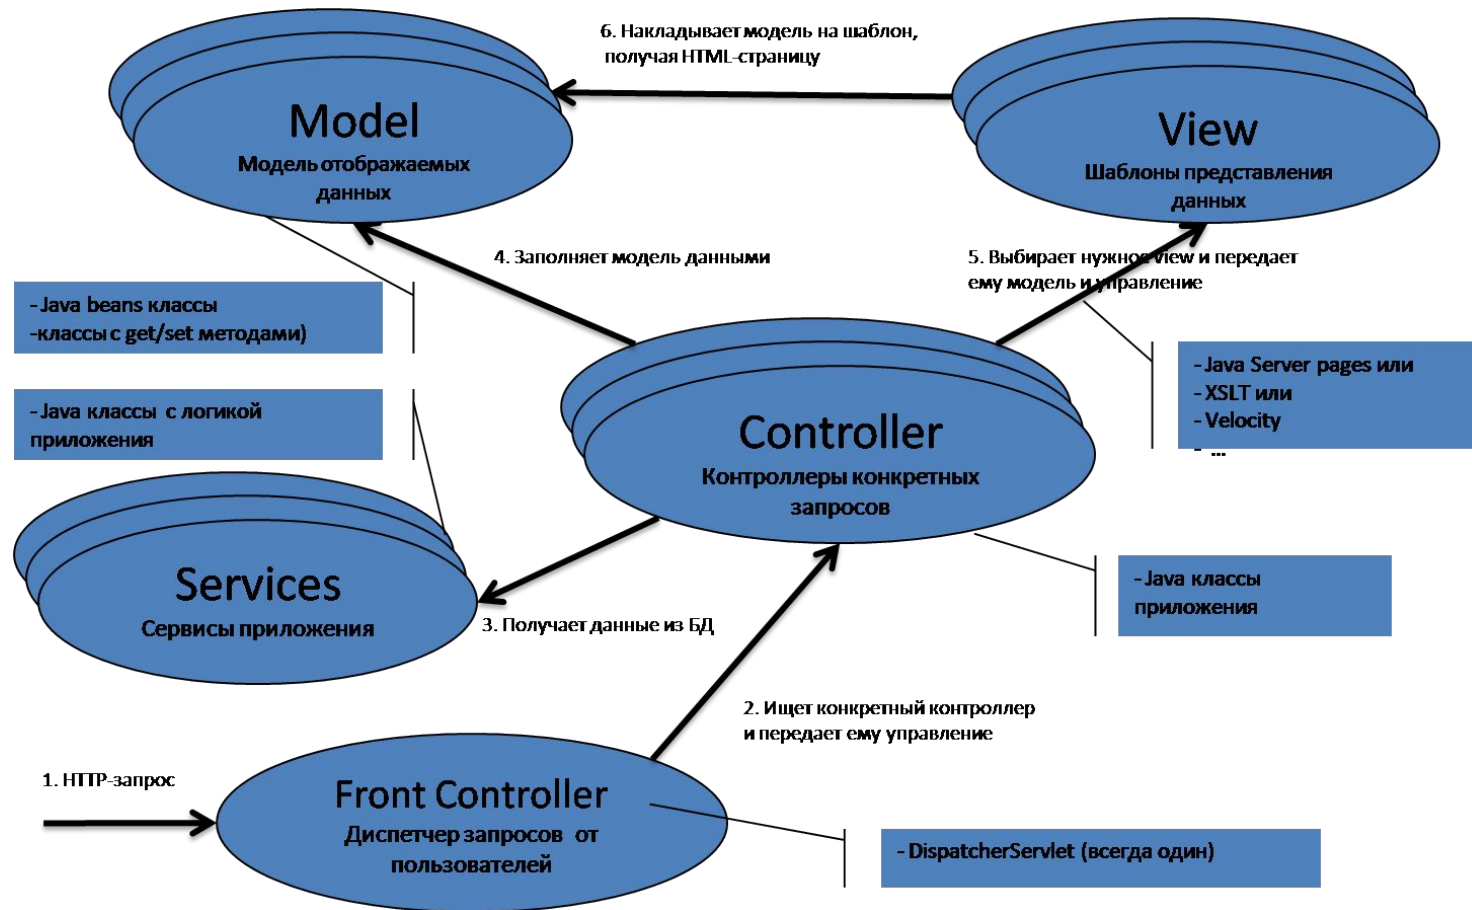 6. Накладывает модель на шаблон,
получая HTML-страницу
Model
Модель отображаемых
данных
View
Шаблоны представления
данных
4. Заполняет модель данными
5. Выбирает нужное view и передает
ему модель и управление
- Java beans классы
-классы с get/set методами)
- Java Server pages или
- XSLT или
- Velocity
- ...
- Java классы с логикой
приложения
Controller
Контроллеры конкретных
запросов
Services
Сервисы приложения
3. Получает данные из БД
- Java классы
приложения
2. Ищет конкретный контроллер
и передает ему управление
1. HTTP-запрос
Front Controller
Диспетчер запросов от
пользователей
- DispatcherServlet (всегда один)